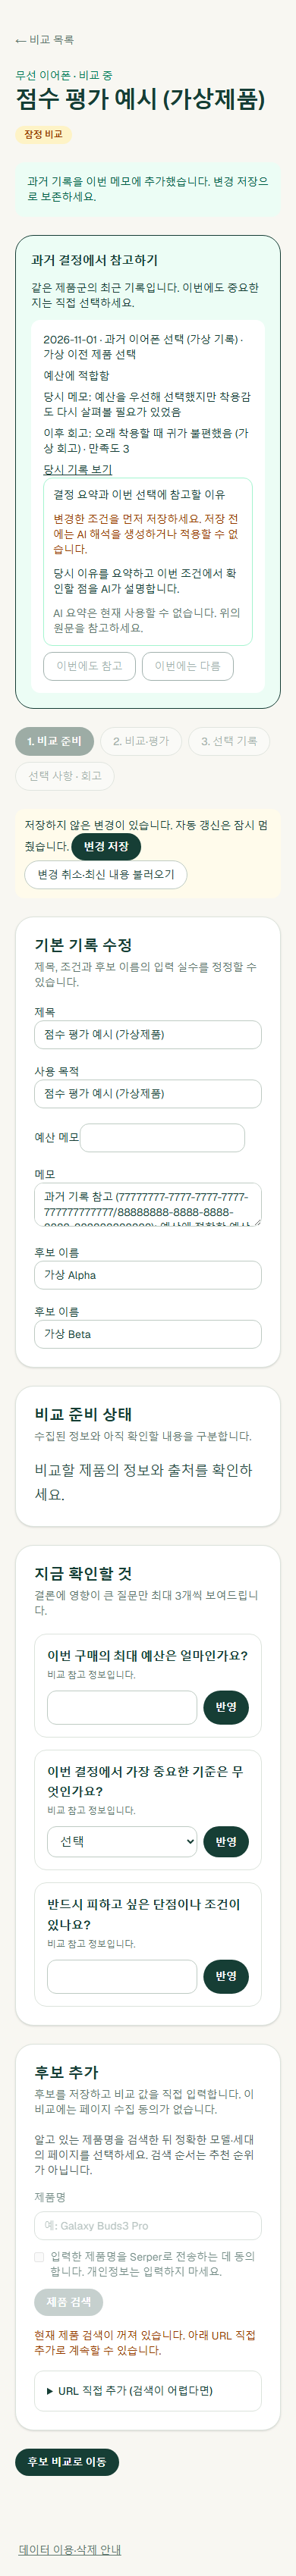 ← 비교 목록
무선 이어폰 · 비교 중
점수 평가 예시 (가상제품)
잠정 비교
과거 기록을 이번 메모에 추가했습니다. 변경 저장으
로 보존하세요.
과거 결정에서 참고하기
같은 제품군의 최근 기록입니다. 이번에도 중요한
지는 직접 선택하세요.
2026-11-01 · 과거 이어폰 선택 (가상 기록) ·
가상 이전 제품 선택
예산에 적합함
당시 메모: 예산을 우선해 선택했지만 착용감
도 다시 살펴볼 필요가 있었음
이후 회고: 오래 착용할 때 귀가 불편했음 (가
상 회고) · 만족도 3
당시 기록 보기
결정 요약과 이번 선택에 참고할 이유
변경한 조건을 먼저 저장하세요. 저장 전
에는 AI 해석을 생성하거나 적용할 수 없
습니다.
당시 이유를 요약하고 이번 조건에서 확
인할 점을 AI가 설명합니다.
AI 요약은 현재 사용할 수 없습니다. 위의
원문을 참고하세요.
이번에도 참고
이번에는 다름
1. 비교 준비
2. 비교·평가
3. 선택 기록
선택 사항 · 회고
저장하지 않은 변경이 있습니다. 자동 갱신은 잠시 멈
췄습니다. 변경 저장
변경 취소·최신 내용 불러오기
기본 기록 수정
제목, 조건과 후보 이름의 입력 실수를 정정할 수
있습니다.
제목
점수 평가 예시 (가상제품)
사용 목적
점수 평가 예시 (가상제품)
예산 메모
메모
과거 기록 참고 (77777777-7777-7777-7777-
777777777777/88888888-8888-8888-
후보 이름
가상 Alpha
후보 이름
가상 Beta
비교 준비 상태
수집된 정보와 아직 확인할 내용을 구분합니다.
비교할 제품의 정보와 출처를 확인하
세요.
지금 확인할 것
결론에 영향이 큰 질문만 최대 3개씩 보여드립니
다.
이번 구매의 최대 예산은 얼마인가요?
비교 참고 정보입니다.
반영
이번 결정에서 가장 중요한 기준은 무
엇인가요?
비교 참고 정보입니다.
선택
반영
반드시 피하고 싶은 단점이나 조건이
있나요?
비교 참고 정보입니다.
반영
후보 추가
후보를 저장하고 비교 값을 직접 입력합니다. 이
비교에는 페이지 수집 동의가 없습니다.
알고 있는 제품명을 검색한 뒤 정확한 모델·세대
의 페이지를 선택하세요. 검색 순서는 추천 순위
가 아닙니다.
제품명
예: Galaxy Buds3 Pro
입력한 제품명을 Serper로 전송하는 데 동의
합니다. 개인정보는 입력하지 마세요.
제품 검색
현재 제품 검색이 꺼져 있습니다. 아래 URL 직접
추가로 계속할 수 있습니다.
▶ URL 직접 추가 (검색이 어렵다면)
후보 비교로 이동
데이터 이용·삭제 안내